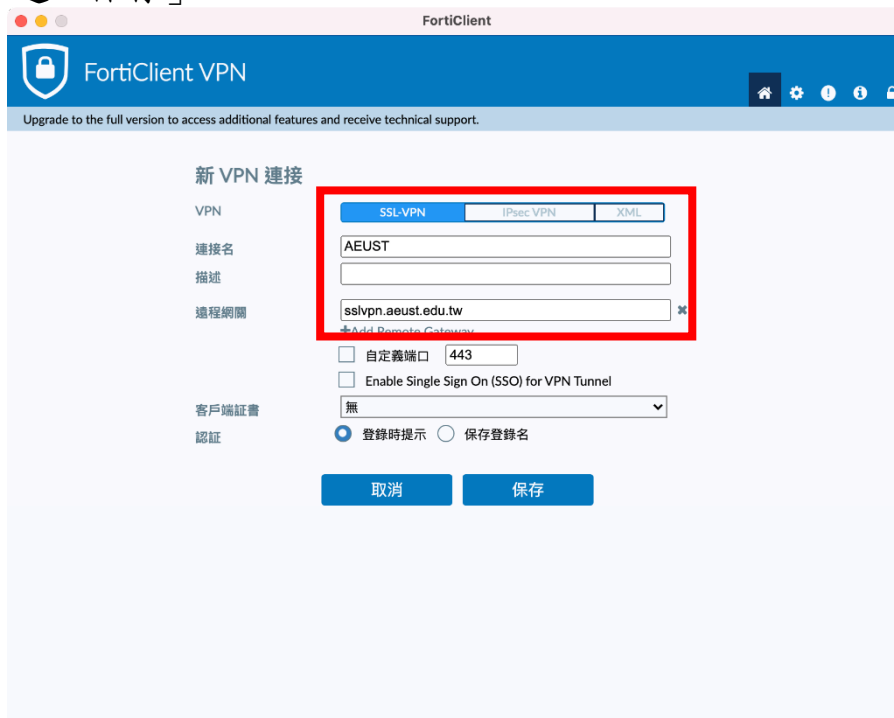 FortiClient
FortiClient VPN
Upgrade to the full version to access additional features and receive technical support.
新 VPN 連接
VPN SSL-VPN IPsec VPN XML
連接名 AEUST
描述
遠程網關 sslvpn.aeust.edu.tw
+Add Remote Gateway
自定義端口 443
Enable Single Sign On (SSO) for VPN Tunnel
客戶端証書 無
認証 登錄時提示 保存登錄名
取消 保存